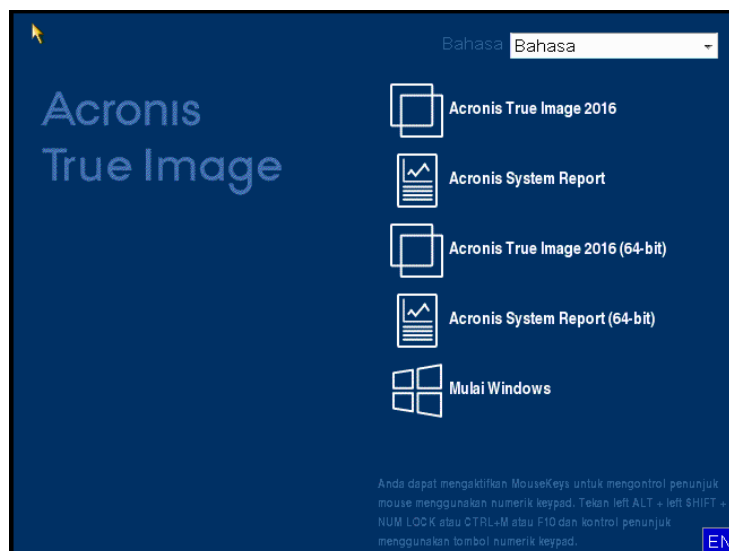 Bahasa Bahasa
Acronis
True Image
Acronis True Image 2016
Acronis System Report
Acronis True Image 2016 (64-bit)
Acronis System Report (64-bit)
Mulai Windows
Anda dapat mengaktifkan MouseKeys untuk mengontrol penunjuk
mouse menggunakan numerik keypad. Tekan left ALT + left SHIFT +
NUM LOCK atau CTRL+M atau F10 dan kontrol penunjuk
menggunakan tombol numerik keypad.
EN